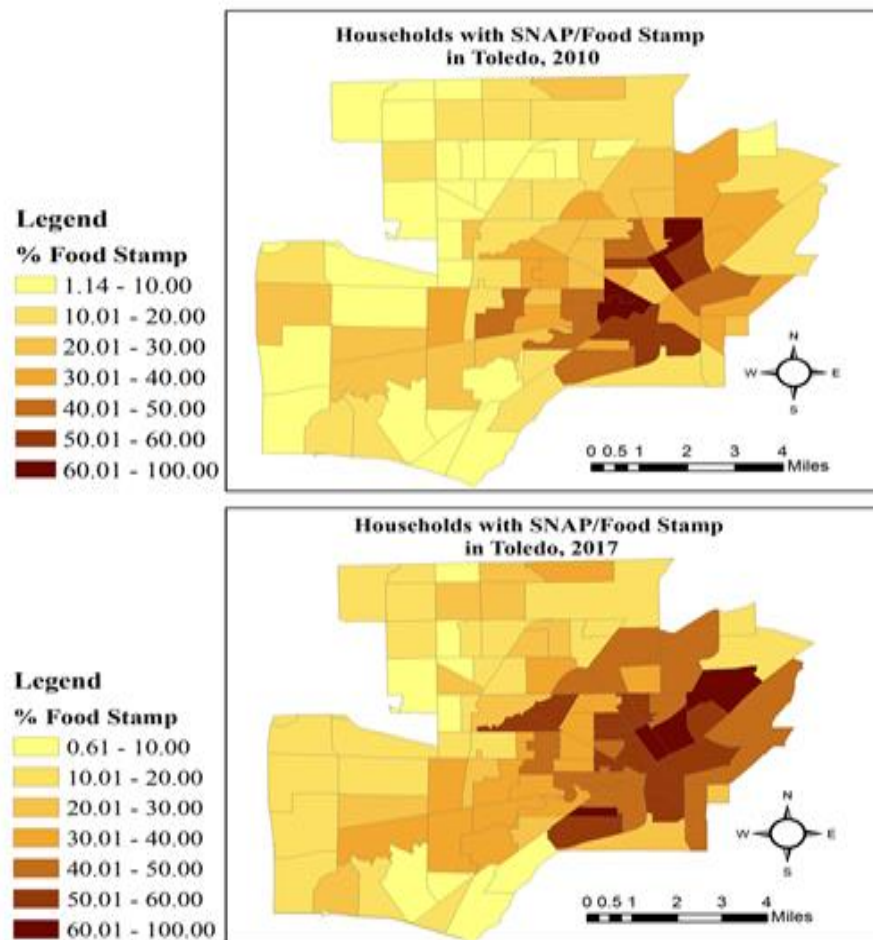 Households with SNAP/Food Stamp
in Toledo, 2010
Legend
% Food Stamp
1.14 - 10.00
10.01 - 20.00
20.01 - 30.00
30.01 - 40.00
40.01 - 50.00
50.01 - 60.00
60.01 - 100.00
N
W E
S
0 0.5 1 2 3 4
Miles
Households with SNAP/Food Stamp
in Toledo, 2017
Legend
% Food Stamp
0.61 - 10.00
10.01 - 20.00
20.01 - 30.00
30.01 - 40.00
40.01 - 50.00
50.01 - 60.00
60.01 - 100.00
N
W E
S
0 0.5 1 2 3 4
Miles